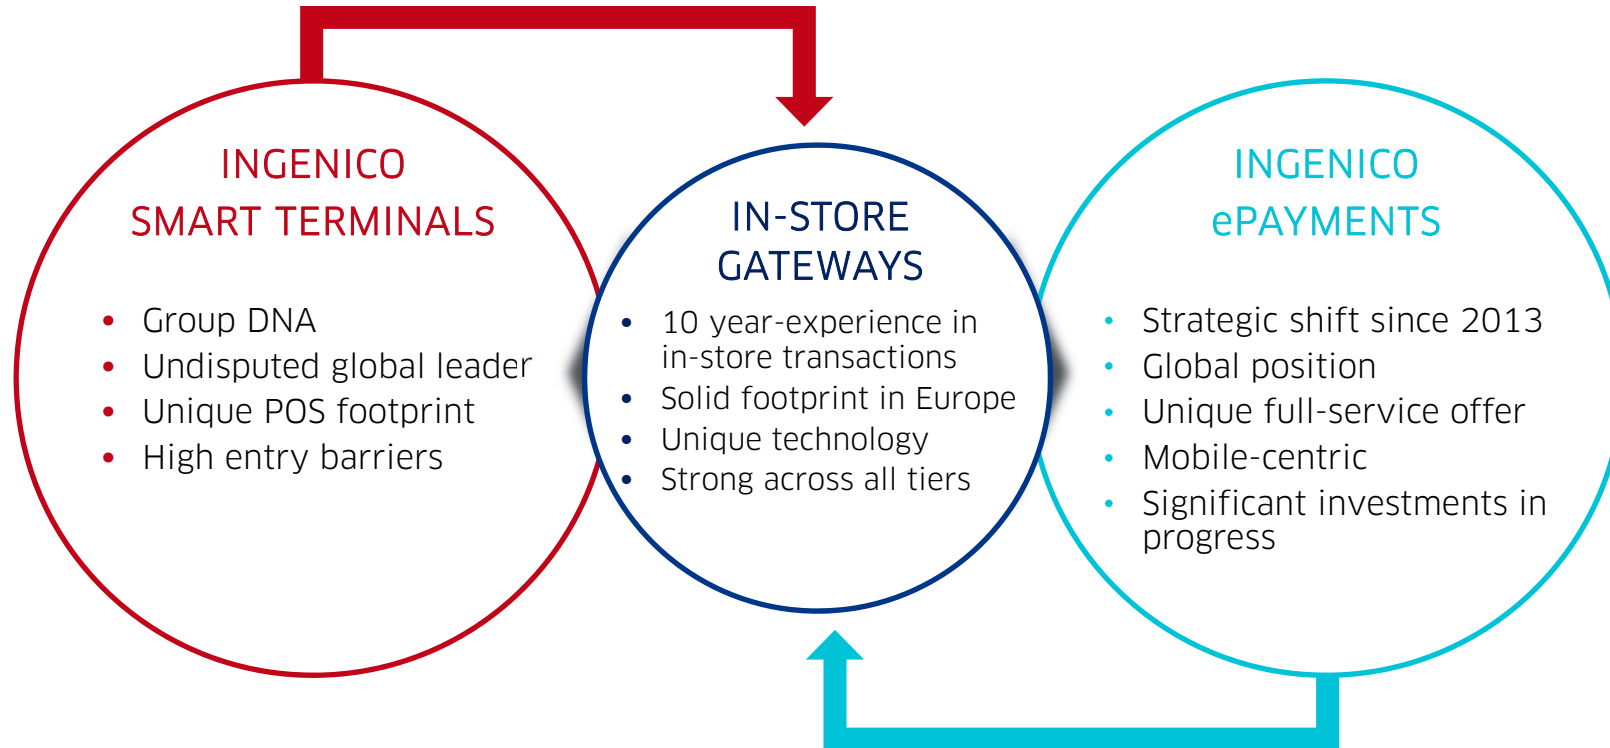 INGENICO
SMART TERMINALS
• Group DNA
• Undisputed global leader
• Unique POS footprint
• High entry barriers
IN-STORE
GATEWAYS
• 10 year-experience in
in-store transactions
• Solid footprint in Europe
• Unique technology
• Strong across all tiers
INGENICO
ePAYMENTS
• Strategic shift since 2013
• Global position
• Unique full-service offer
• Mobile-centric
• Significant investments in
progress